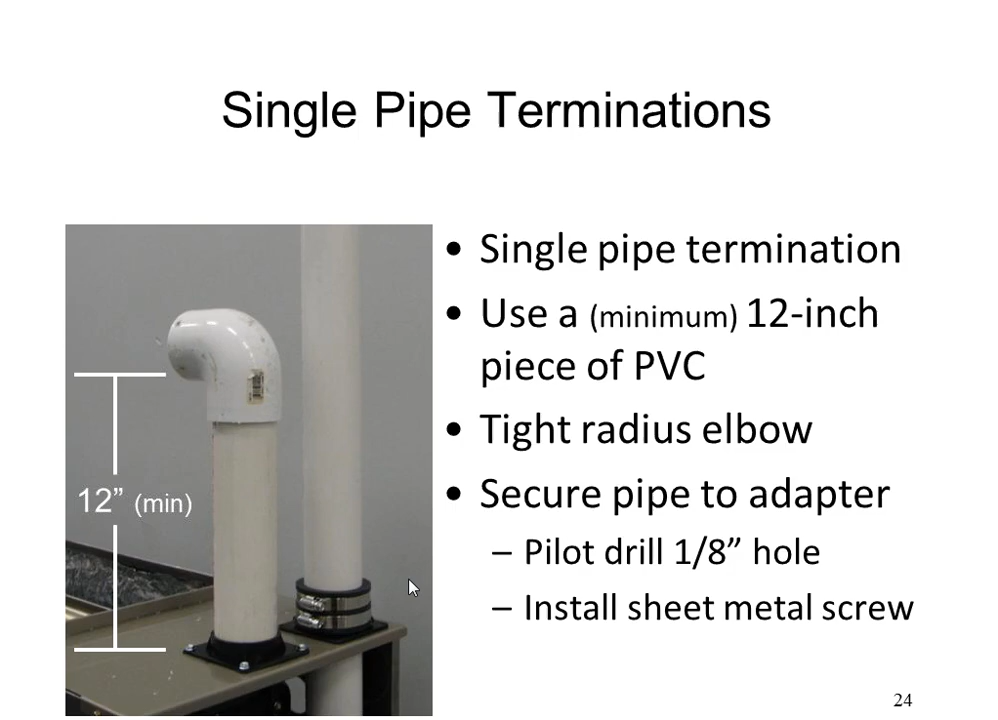 Single Pipe Terminations
• Single pipe termination
• Use a (minimum) 12-inch
piece of PVC
• Tight radius elbow
• Secure pipe to adapter
– Pilot drill 1/8” hole
– Install sheet metal screw
12” (min)
24